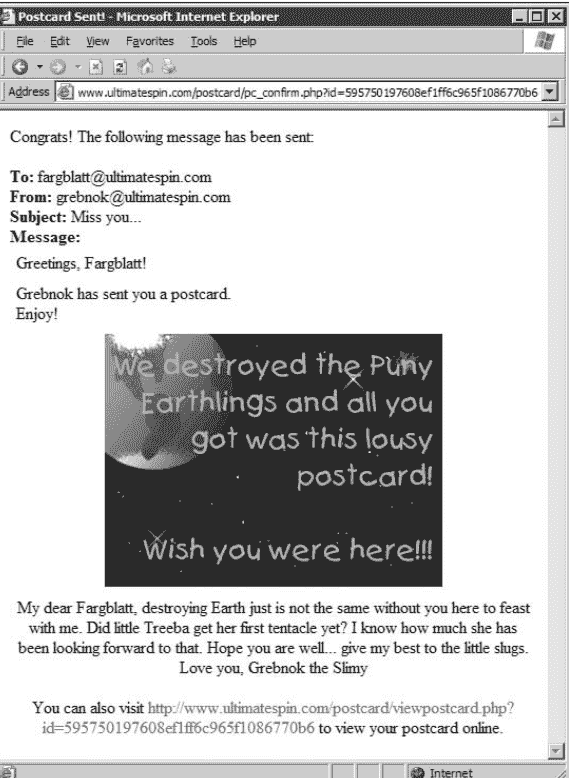 Postcard Sent! - Microsoft Internet Explorer
File Edit View Favorites Tools Help
Address www.ultimatespin.com/postcard/pc_confirm.php?id=595750197608ef1ff6c965f1086770b6
Congrats! The following message has been sent:
To: fargblatt@ultimatespin.com
From: grebnok@ultimatespin.com
Subject: Miss you...
Message:
Greetings, Fargblatt!
Grebnok has sent you a postcard.
Enjoy!
We destroyed the Puny
Earthlings and all you
got was this lousy
postcard!
Wish you were here!!!
My dear Fargblatt, destroying Earth just is not the same without you here to feast
with me. Did little Treeba get her first tentacle yet? I know how much she has
been looking forward to that. Hope you are well... give my best to the little slugs.
Love you, Grebnok the Slimy
You can also visit http://www.ultimatespin.com/postcard/viewpostcard.php?
id=595750197608ef1ff6c965f1086770b6 to view your postcard online.
Internet